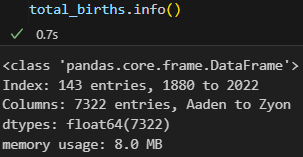 total_births.info()
0.7s
<class 'pandas.core.frame.DataFrame'>
Index: 143 entries, 1880 to 2022
Columns: 7322 entries, Aaden to Zyon
dtypes: float64(7322)
memory usage: 8.0 MB